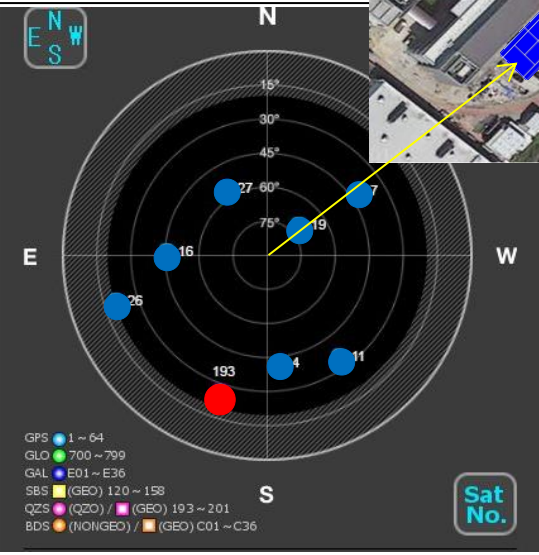 N
N
E W
S
15°
30°
45°
60°
75°
27
7
19
E
16
W
26
4
11
193
GPS 1 ~ 64
GLO 700 ~ 799
GAL E01 ~ E36
SBS (GEO) 120 ~ 158
QZS (QZO) / (GEO) 193 ~ 201
BDS (NONGEO) / (GEO) C01 ~ C36
S
Sat
No.